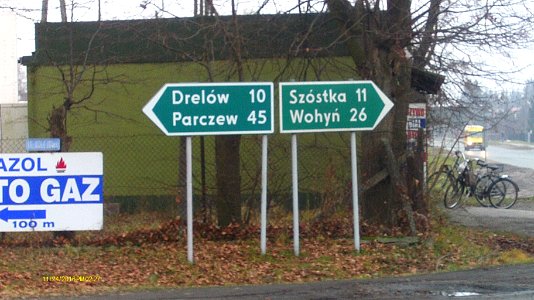 Drelów 10
Parczew 45
Szóstka 11
Wohyń 26
AZOL
TO GAZ
100 m